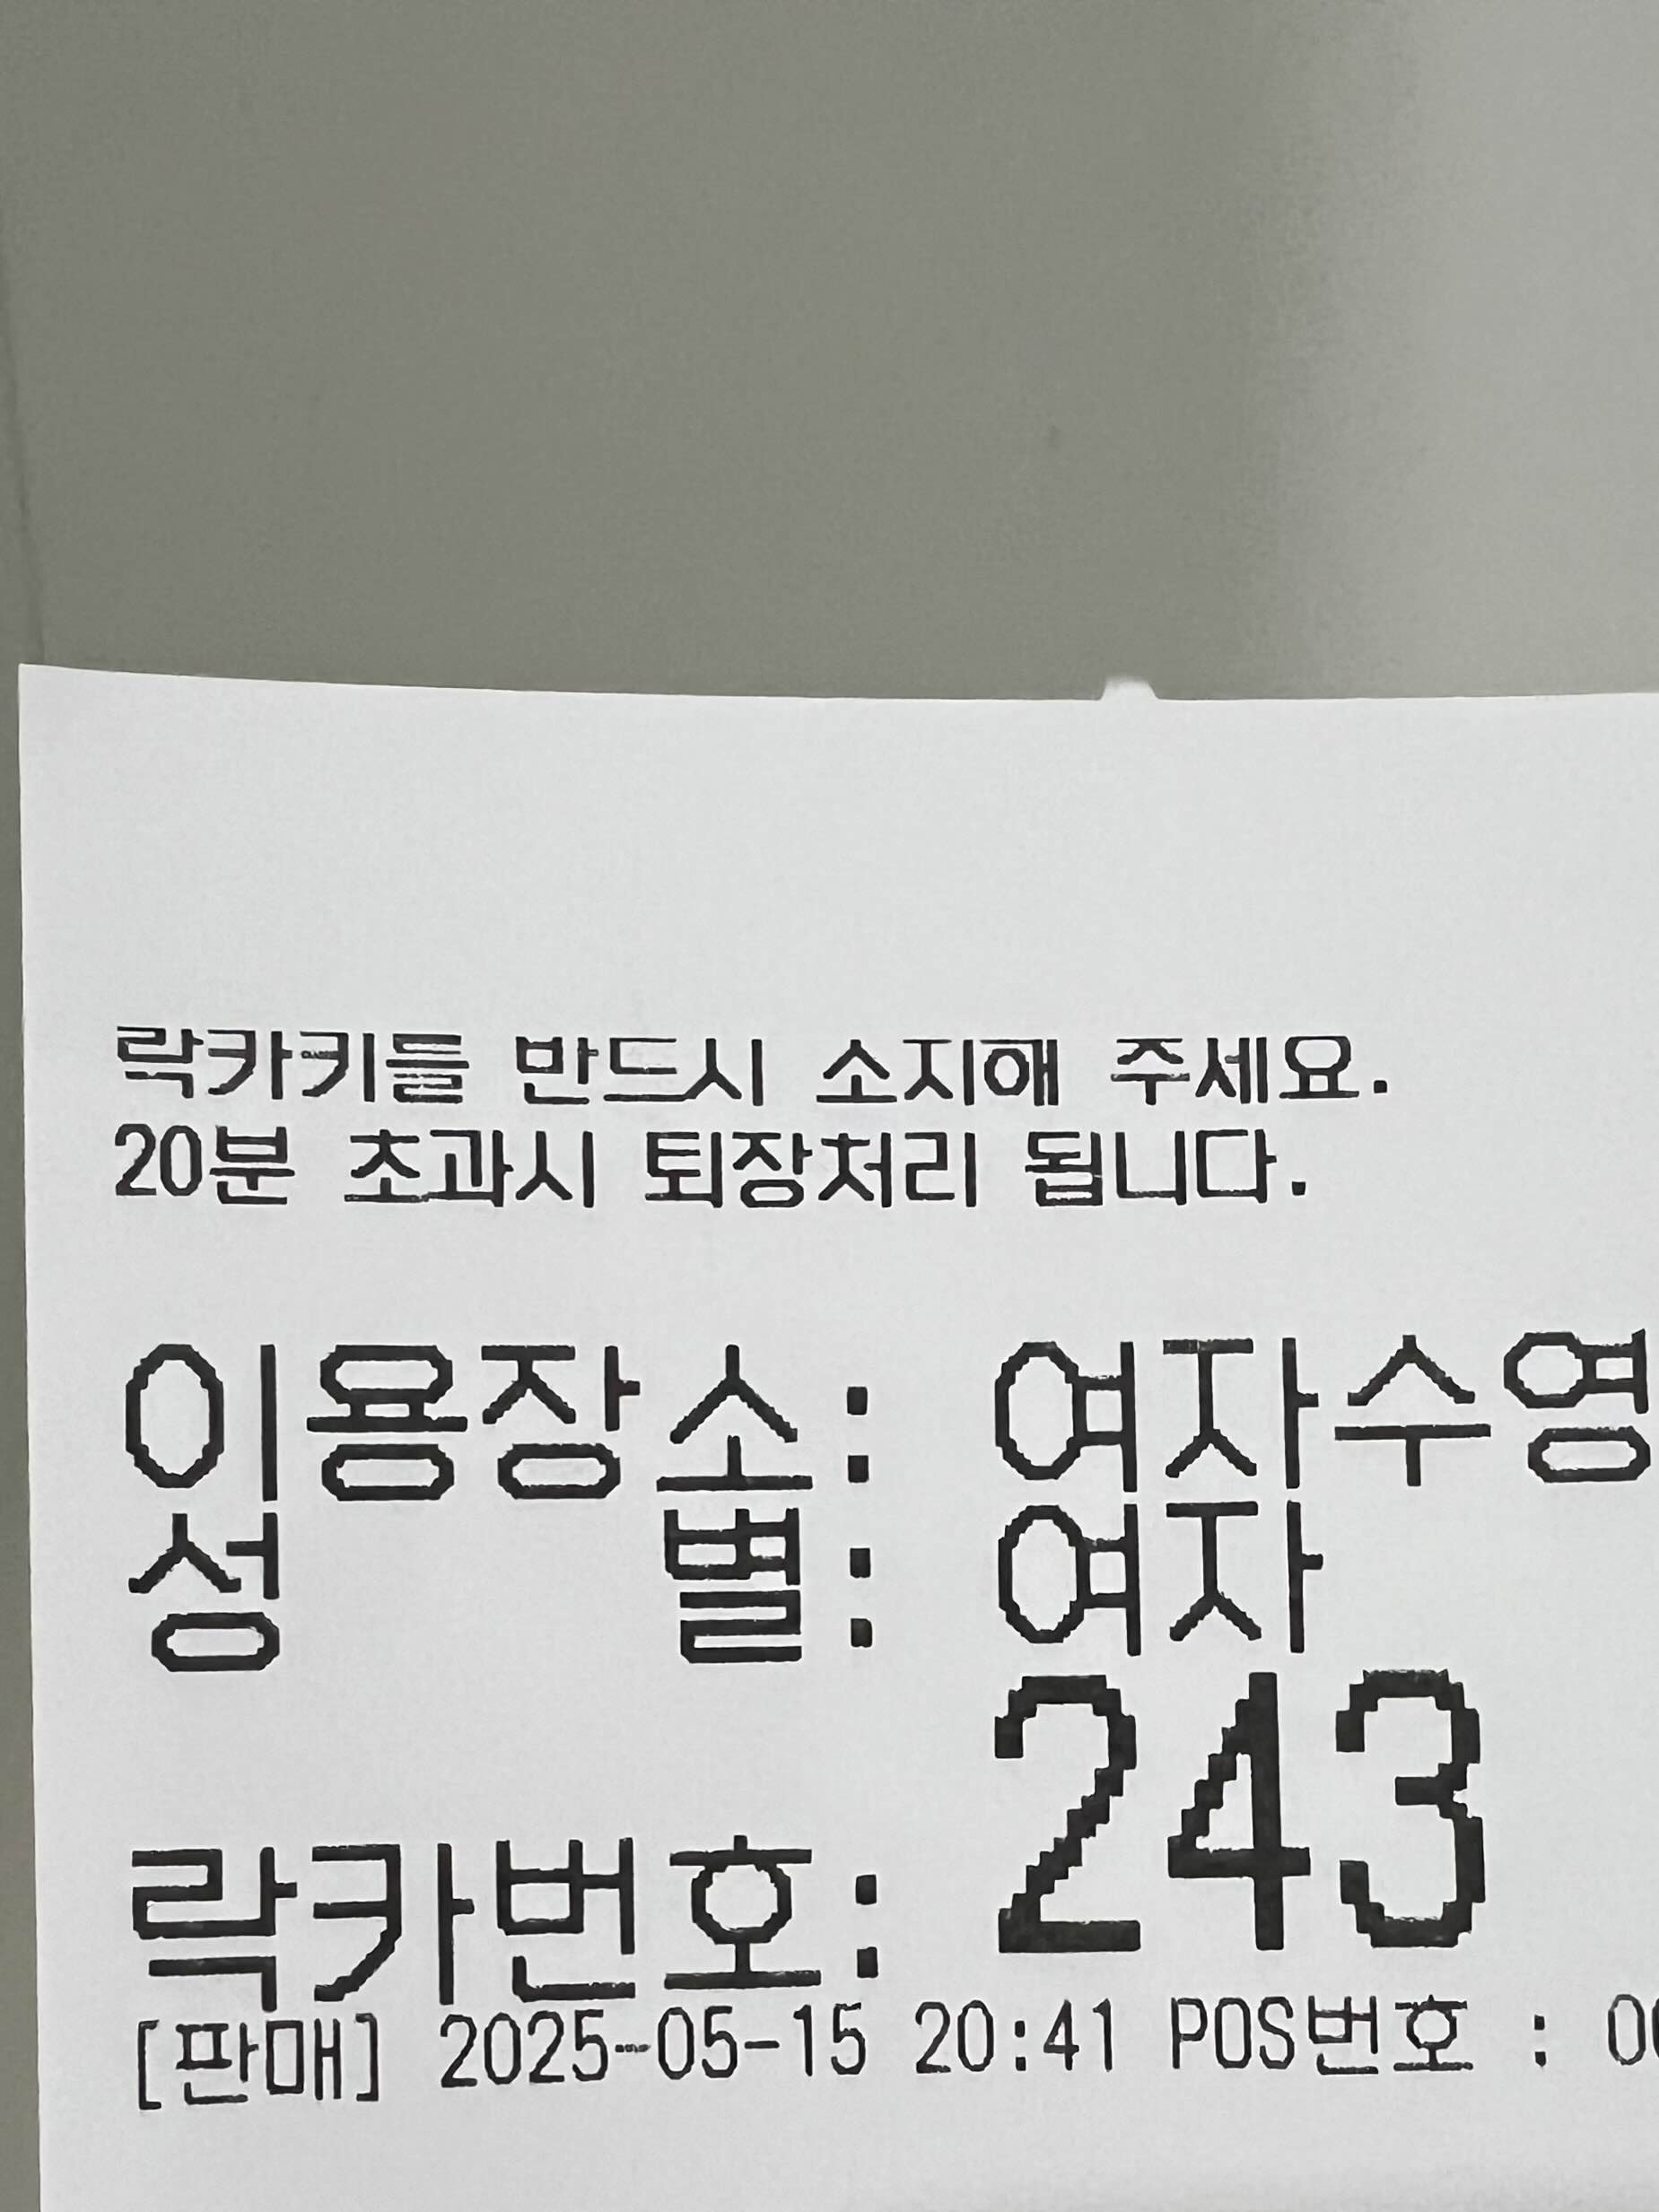 락카키를 반드시 소지해 주세요.
20분 초과시 퇴장처리 됩니다.
이용장소: 여자수영
성 별: 여자
락카번호: 243
[판매] 2025-05-15 20:41 POS번호 : 0